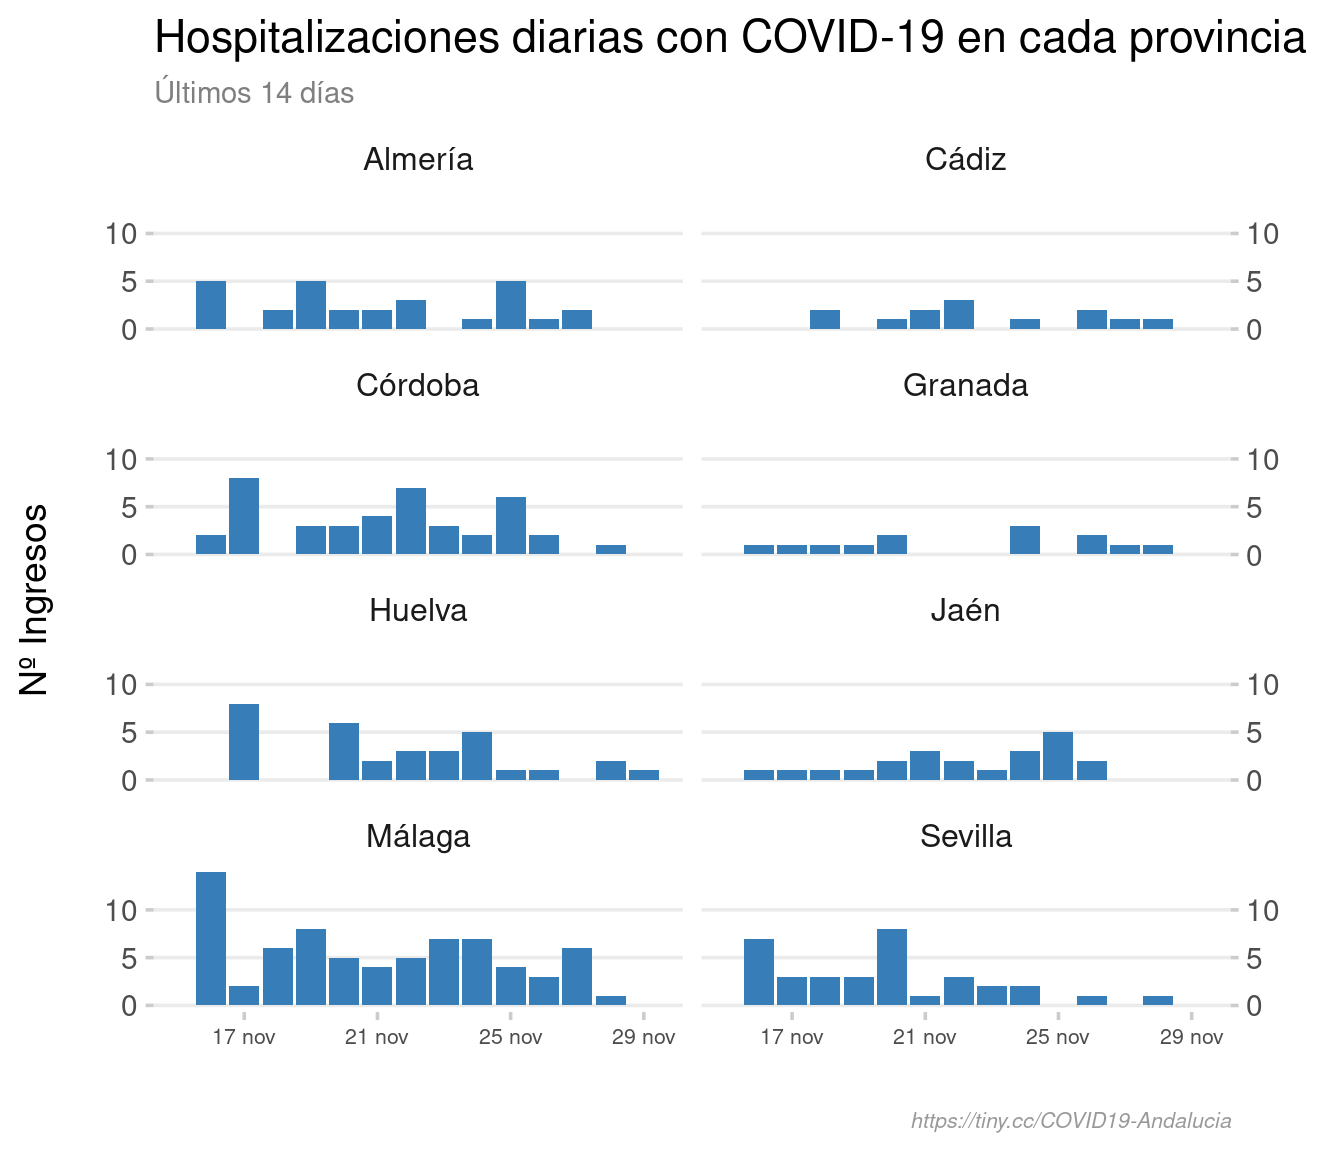 Hospitalizaciones diarias con COVID-19 en cada provincia
Últimos 14 días
Almería
Cádiz
10
5
0
10
5
0
Córdoba
Granada
10
5
0
10
5
0
Nº Ingresos
Huelva
Jaén
10
5
0
10
5
0
Málaga
Sevilla
10
5
0
10
5
0
17 nov 21 nov 25 nov 29 nov
17 nov 21 nov 25 nov 29 nov
https://tiny.cc/COVID19-Andalucia